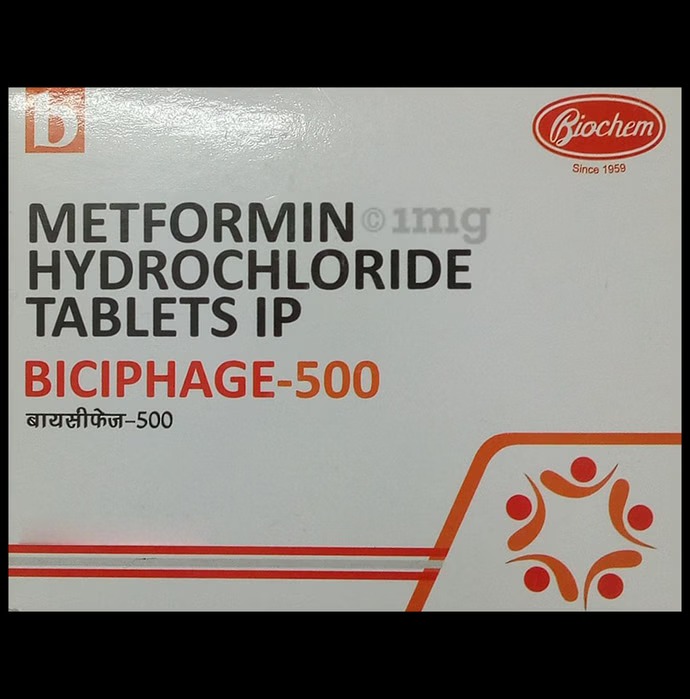 b
Biochem
Since 1959
METFORMIN
©1mg
HYDROCHLORIDE
TABLETS IP
BICIPHAGE-500
बायसीफेज-500